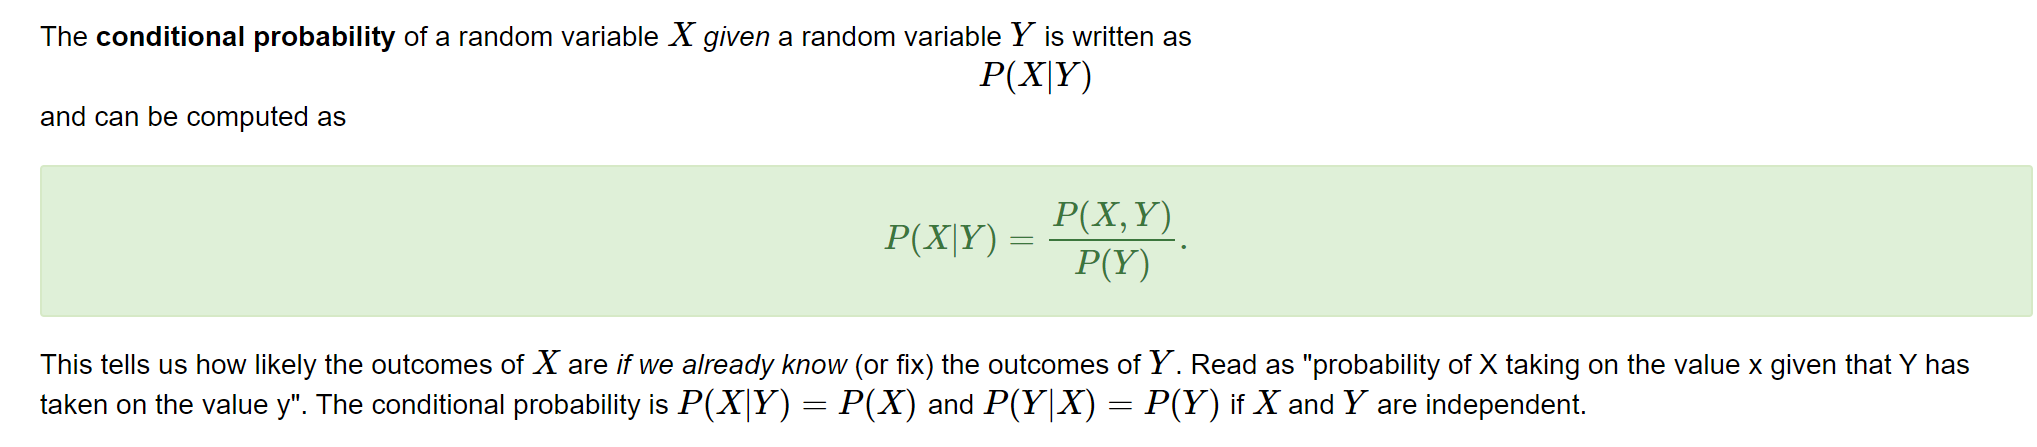 The conditional probability of a random variable X given a random variable Y is written as
P(X|Y)
and can be computed as
P(X|Y) = P(X, Y) / P(Y).
This tells us how likely the outcomes of X are if we already know (or fix) the outcomes of Y. Read as "probability of X taking on the value x given that Y has
taken on the value y". The conditional probability is P(X|Y) = P(X) and P(Y|X) = P(Y) if X and Y are independent.